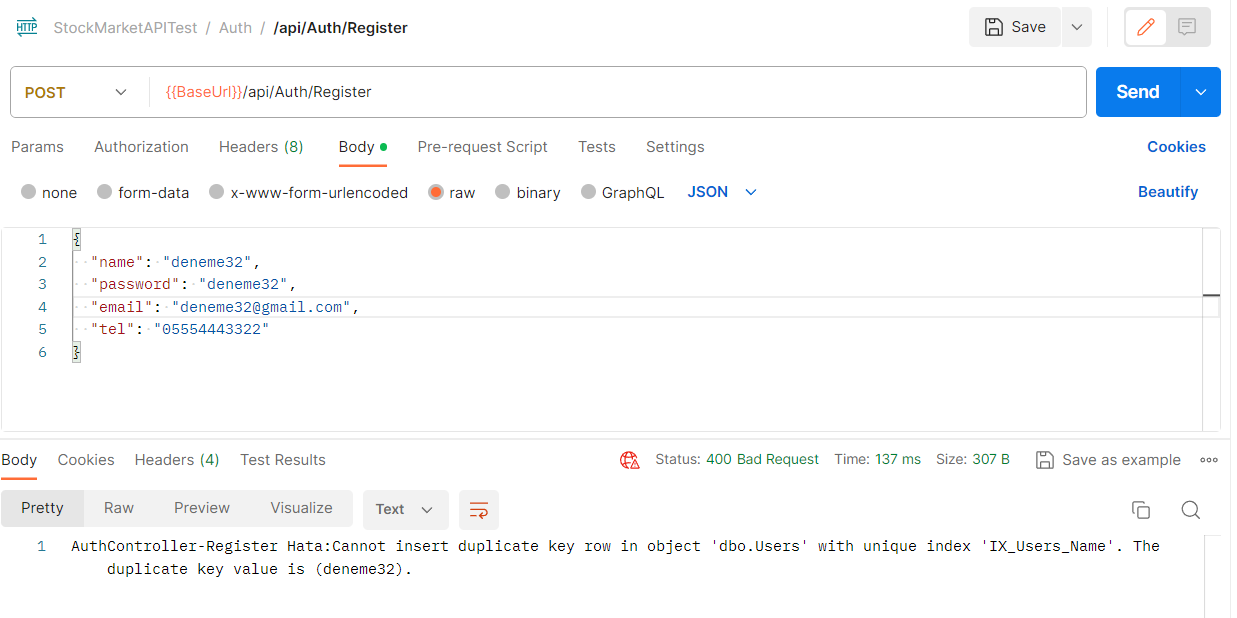 HTTP StockMarketAPITest / Auth / /api/Auth/Register Save
POST {{BaseUrl}}/api/Auth/Register Send
Params Authorization Headers (8) Body Pre-request Script Tests Settings Cookies
none form-data x-www-form-urlencoded raw binary GraphQL JSON Beautify
1 {
2 "name": "deneme32",
3 "password": "deneme32",
4 "email": "deneme32@gmail.com",
5 "tel": "05554443322"
6 }
Body Cookies Headers (4) Test Results Status: 400 Bad Request Time: 137 ms Size: 307 B Save as example
Pretty Raw Preview Visualize Text
1 AuthController-Register Hata:Cannot insert duplicate key row in object 'dbo.Users' with unique index 'IX_Users_Name'. The
duplicate key value is (deneme32).